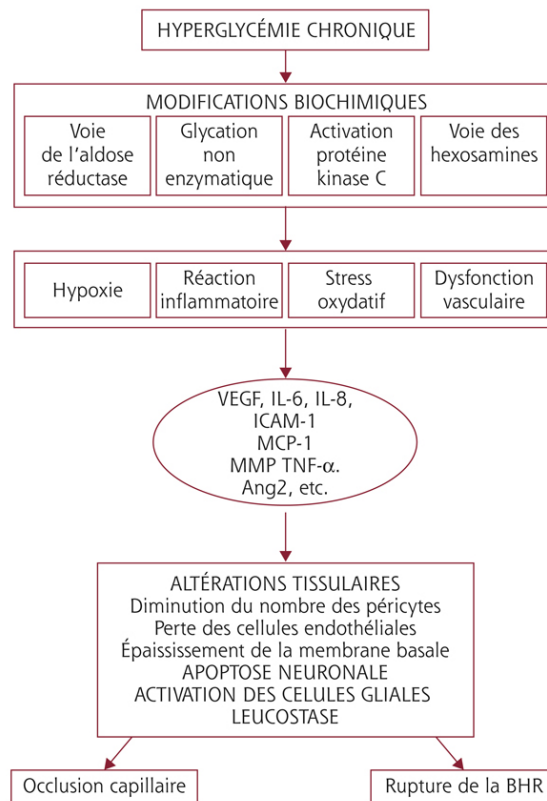 HYPERGLYCÉMIE CHRONIQUE
MODIFICATIONS BIOCHIMIQUES
Voie
de l'aldose
réductase
Glycation
non
enzymatique
Activation
protéine
kinase C
Voie des
hexosamines
Hypoxie
Réaction
inflammatoire
Stress
oxydatif
Dysfonction
vasculaire
VEGF, IL-6, IL-8,
ICAM-1
MCP-1
MMP TNF-α.
Ang2, etc.
ALTÉRATIONS TISSULAIRES
Diminution du nombre des péricytes
Perte des cellules endothéliales
Épaississement de la membrane basale
APOPTOSE NEURONALE
ACTIVATION DES CELULES GLIALES
LEUCOSTASE
Occlusion capillaire
Rupture de la BHR